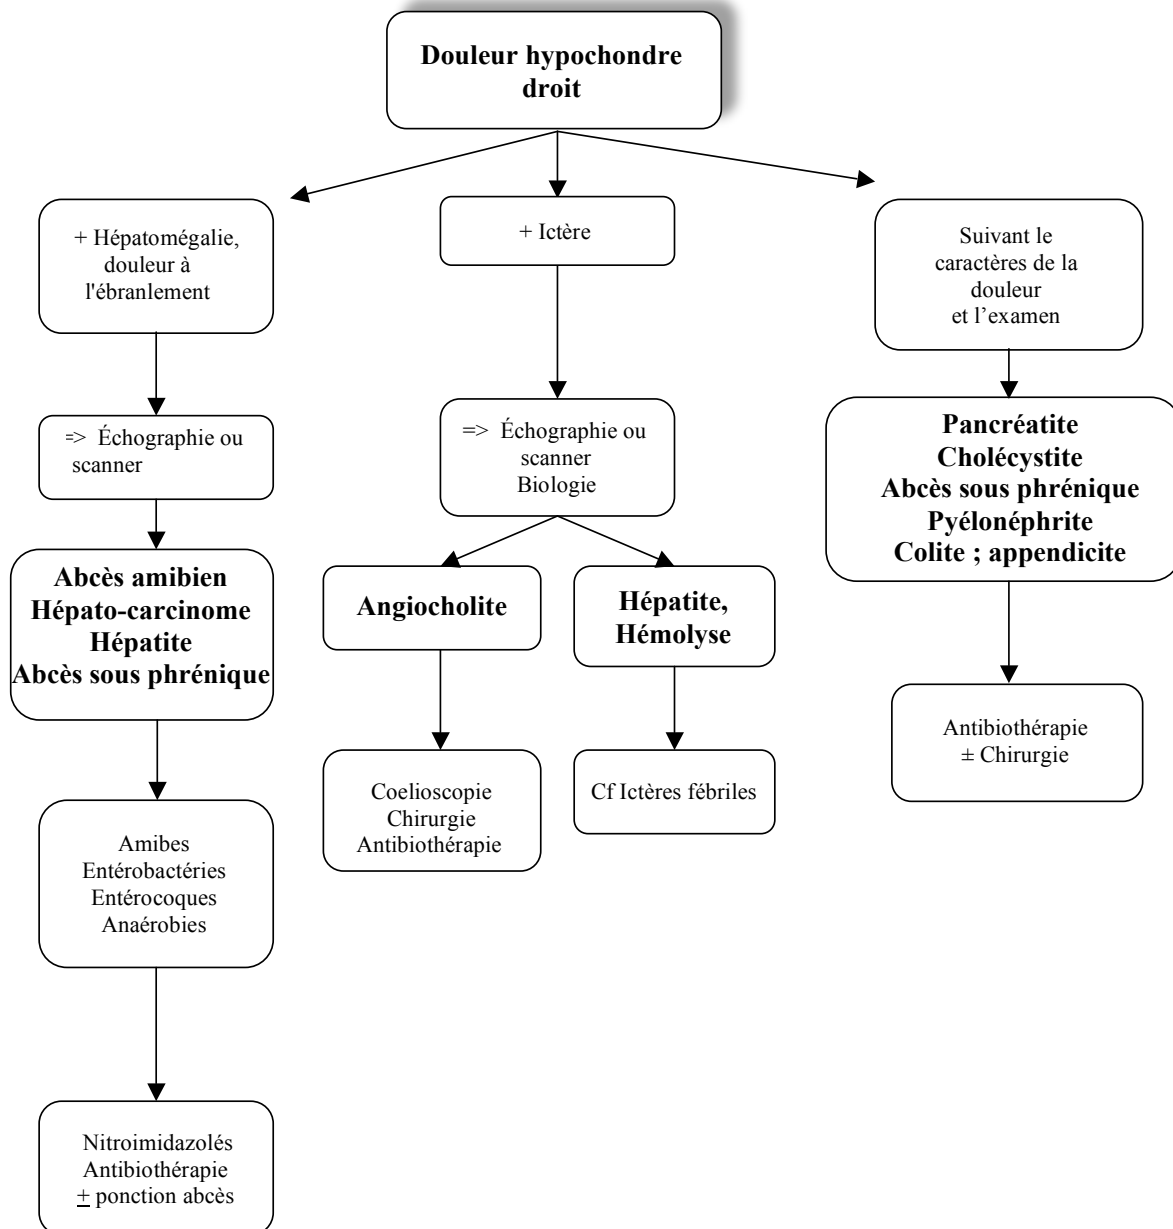 Douleur hypochondre
droit
+ Hépatomégalie,
douleur à
l'ébranlement
=> Échographie ou
scanner
Abcès amibien
Hépato-carcinome
Hépatite
Abcès sous phrénique
Amibes
Entérobactéries
Entérocoques
Anaérobies
Nitroimidazolés
Antibiothérapie
± ponction abcès
+ Ictère
=> Échographie ou
scanner
Biologie
Angiocholite
Coelioscopie
Chirurgie
Antibiothérapie
Hépatite,
Hémolyse
Cf Ictères fébriles
Suivant le
caractères de la
douleur
et l’examen
Pancréatite
Cholécystite
Abcès sous phrénique
Pyélonéphrite
Colite ; appendicite
Antibiothérapie
± Chirurgie